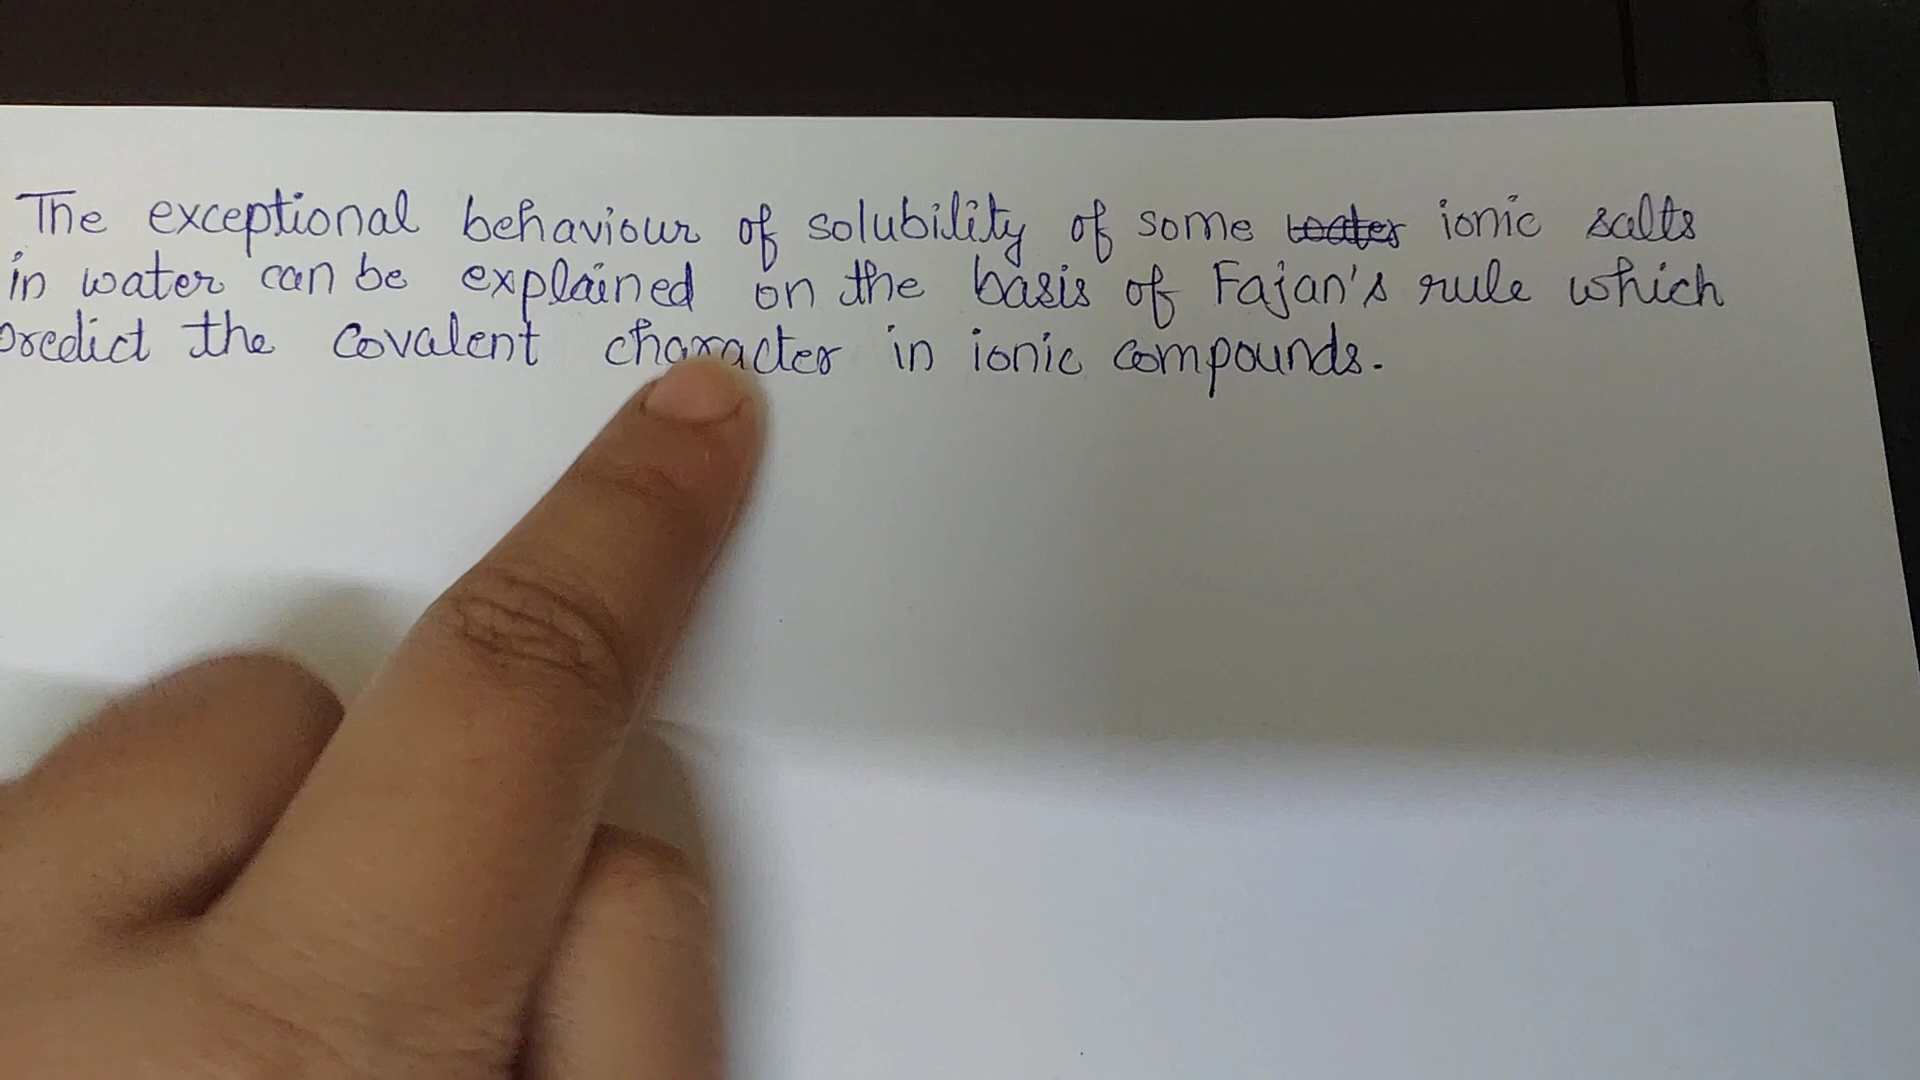 The exceptional behaviour of solubility of some water ionic salts
in water can be explained on the basis of Fajan's rule which
predict the covalent character in ionic compounds.